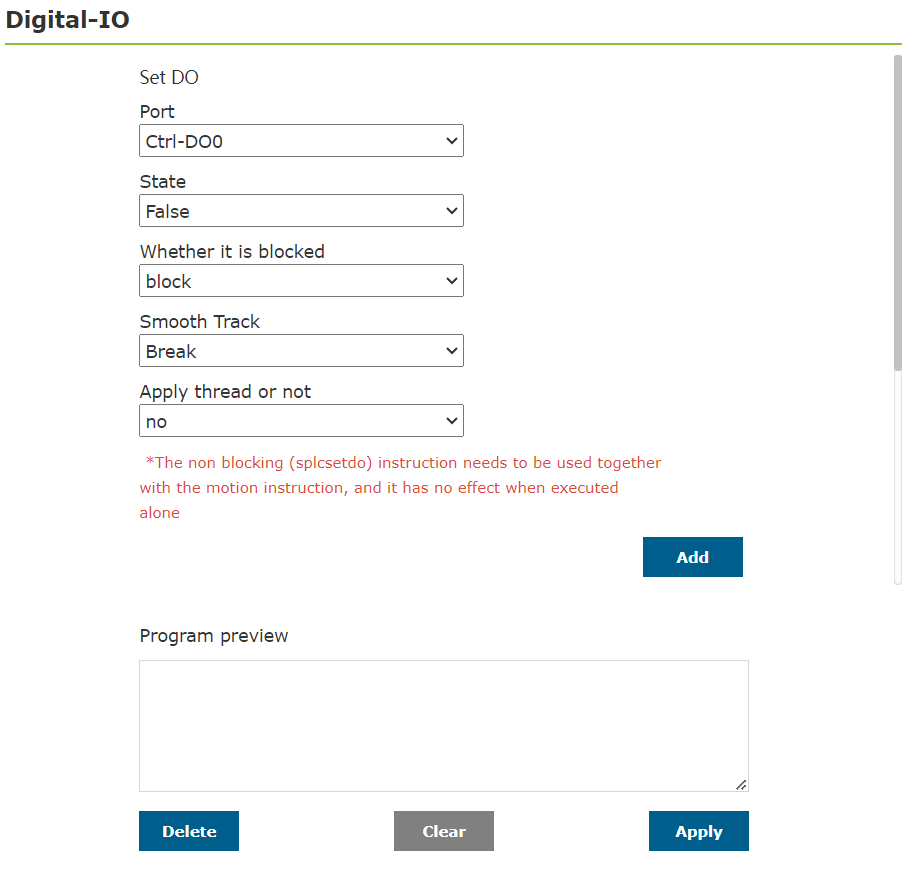 Digital-IO
Set DO
Port
Ctrl-DO0
State
False
Whether it is blocked
block
Smooth Track
Break
Apply thread or not
no
*The non blocking (splcsetdo) instruction needs to be used together
with the motion instruction, and it has no effect when executed
alone
Add
Program preview
Delete
Clear
Apply